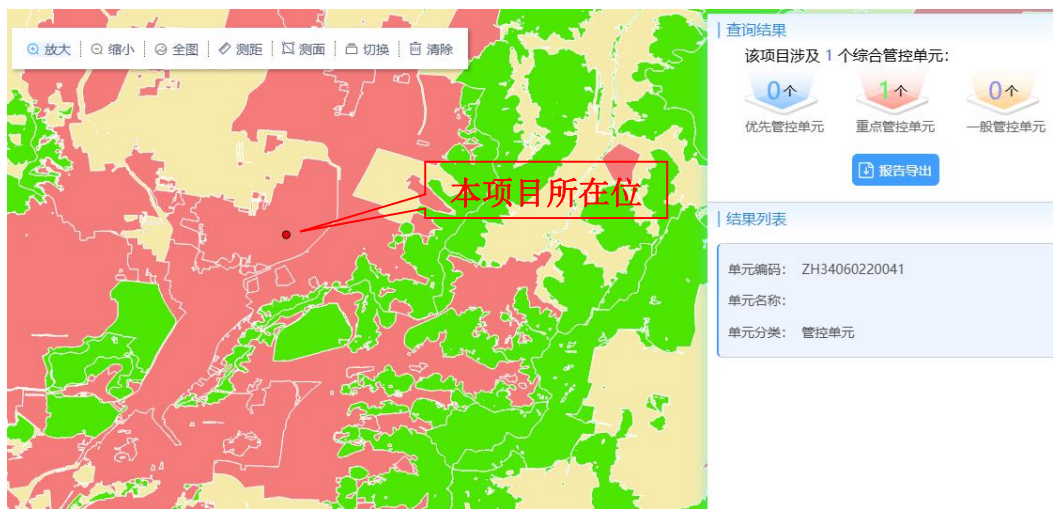 放大 缩小 全图 测距 测面 切换 清除
本项目所在位
查询结果
该项目涉及 1 个综合管控单元：
0个 1个 0个
优先管控单元 重点管控单元 一般管控单元
报告导出
结果列表
单元编码： ZH34060220041
单元名称：
单元分类： 管控单元